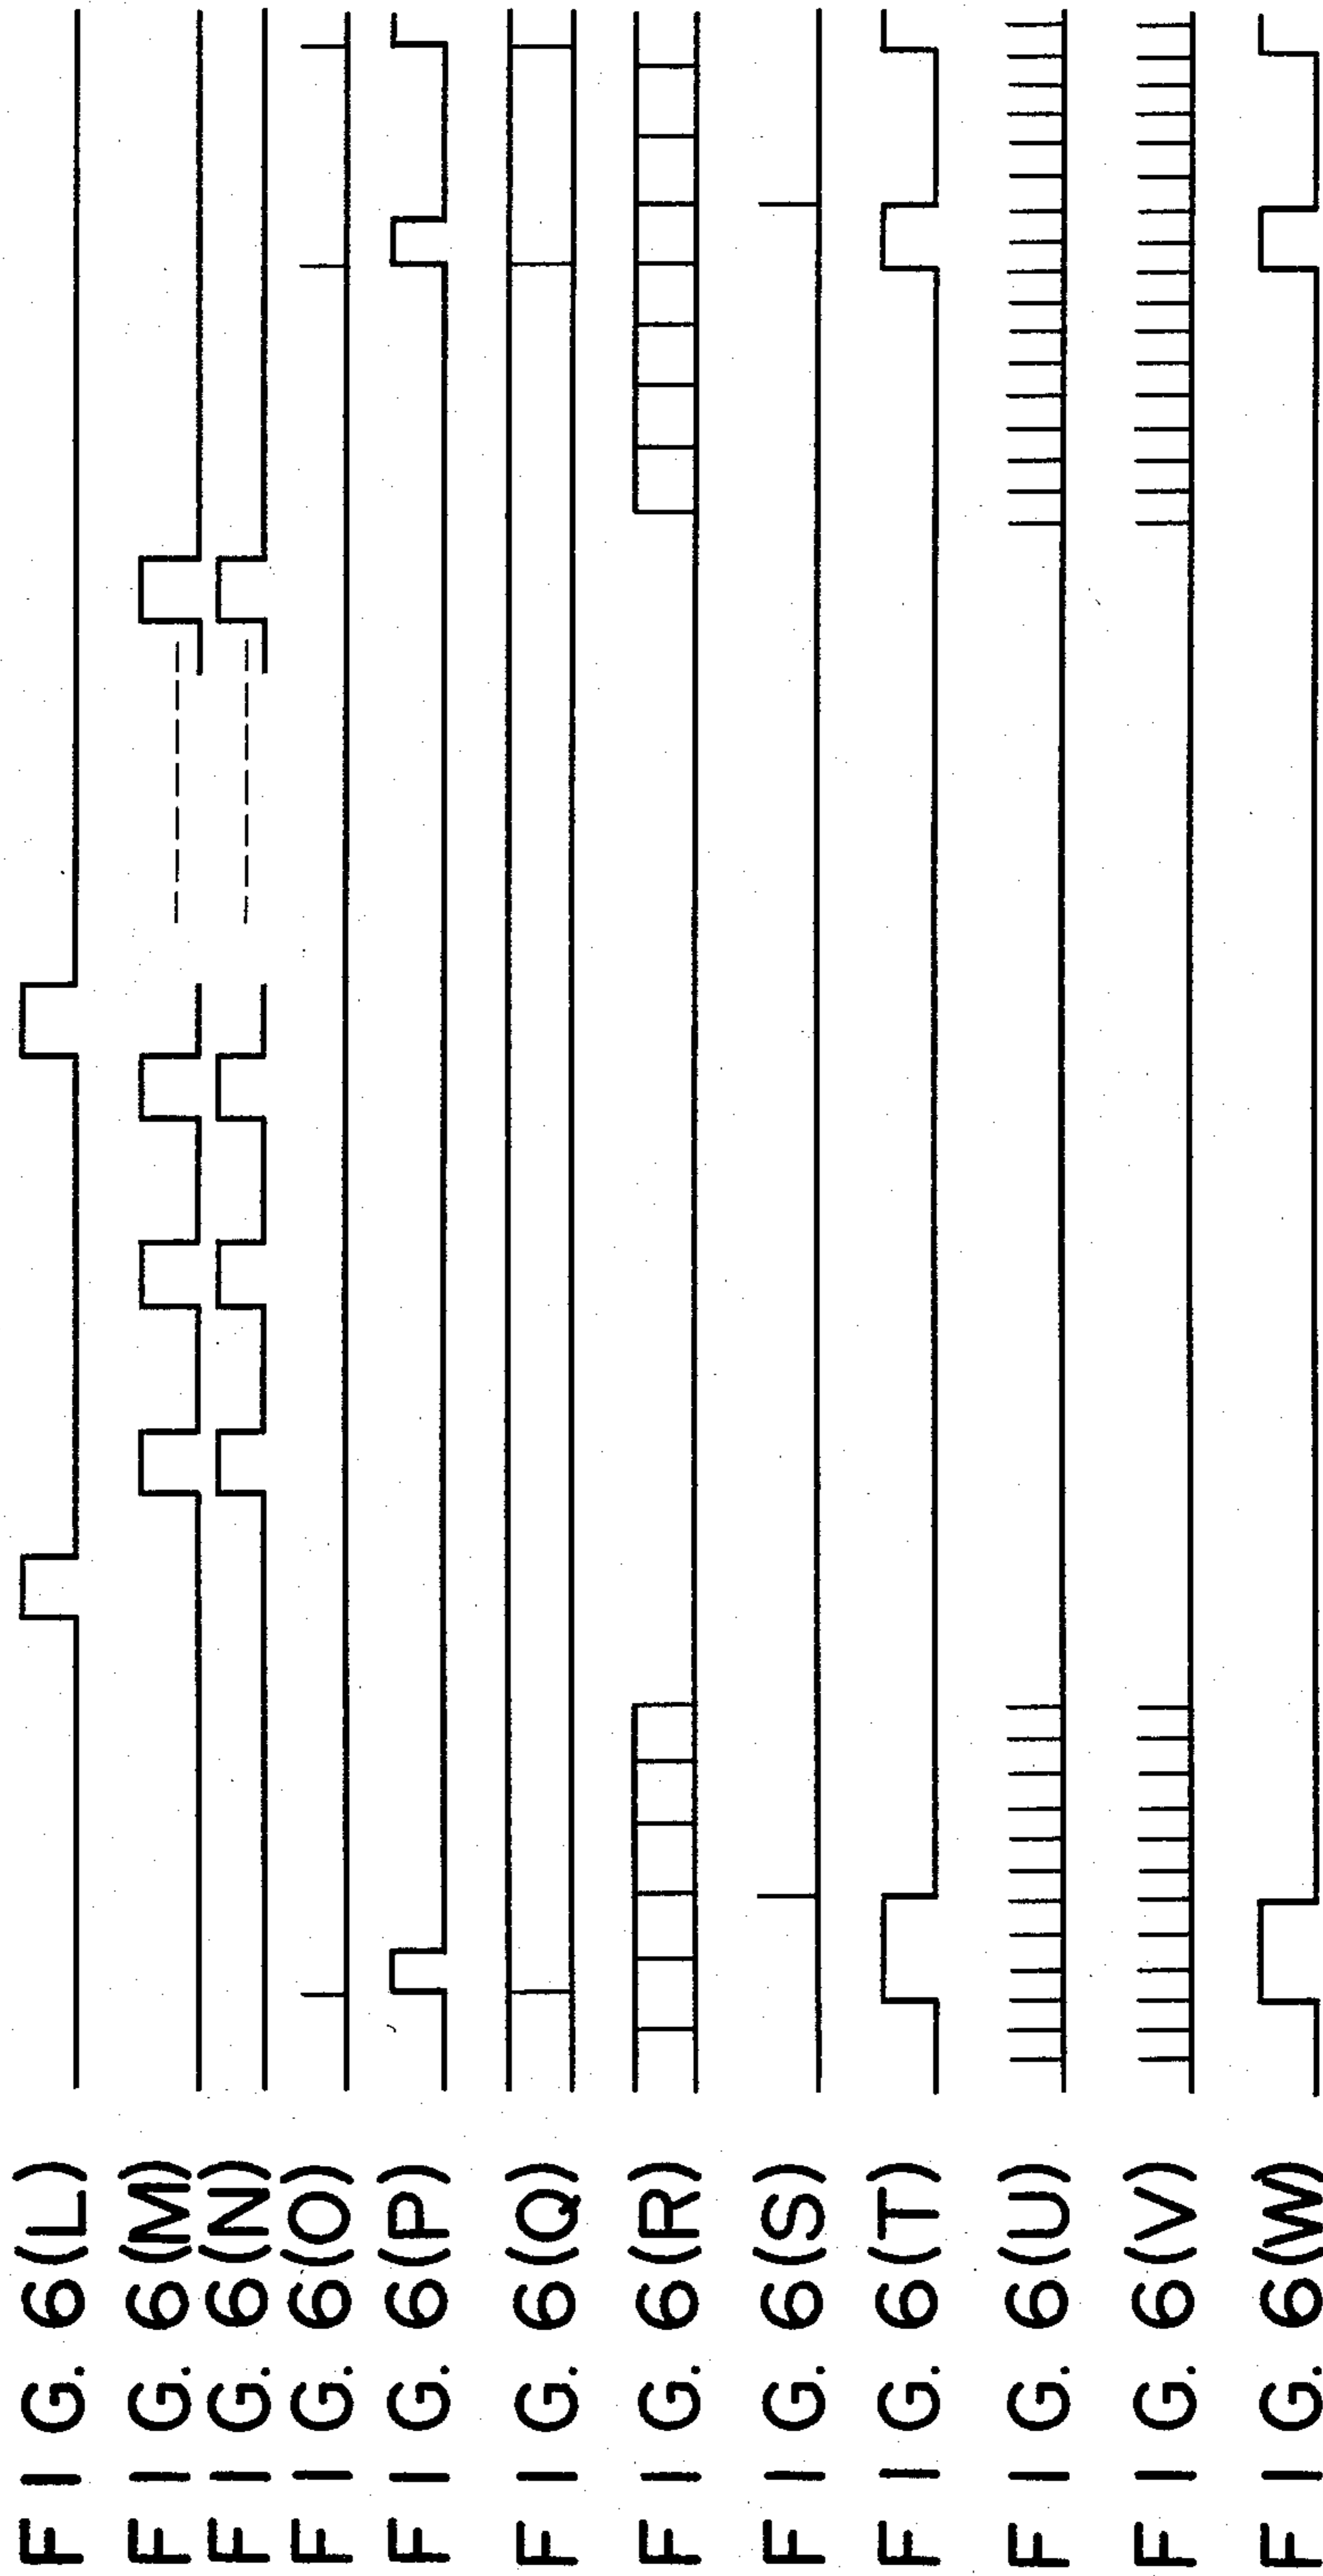 FIG. 6(L)
FIG. 6(M)
FIG. 6(N)
FIG. 6(O)
FIG. 6(P)
FIG. 6(Q)
FIG. 6(R)
FIG. 6(S)
FIG. 6(T)
FIG. 6(U)
FIG. 6(V)
FIG. 6(W)